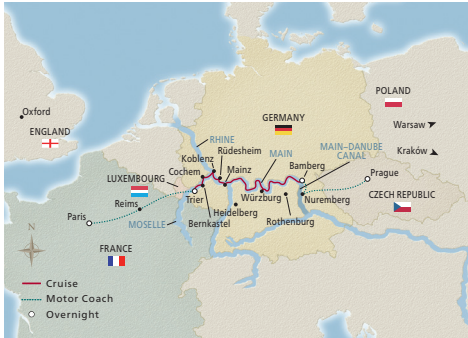 Oxford
ENGLAND
POLAND
Warsaw
Kraków
GERMANY
RHINE
Rüdesheim
MAIN
MAIN–DANUBE
CANAL
Koblenz
Cochem
Mainz
Bamberg
Prague
LUXEMBOURG
Trier
Würzburg
Nuremberg
CZECH REPUBLIC
Reims
Paris
MOSELLE
Bernkastel
Heidelberg
Rothenburg
FRANCE
N
Cruise
Motor Coach
Overnight